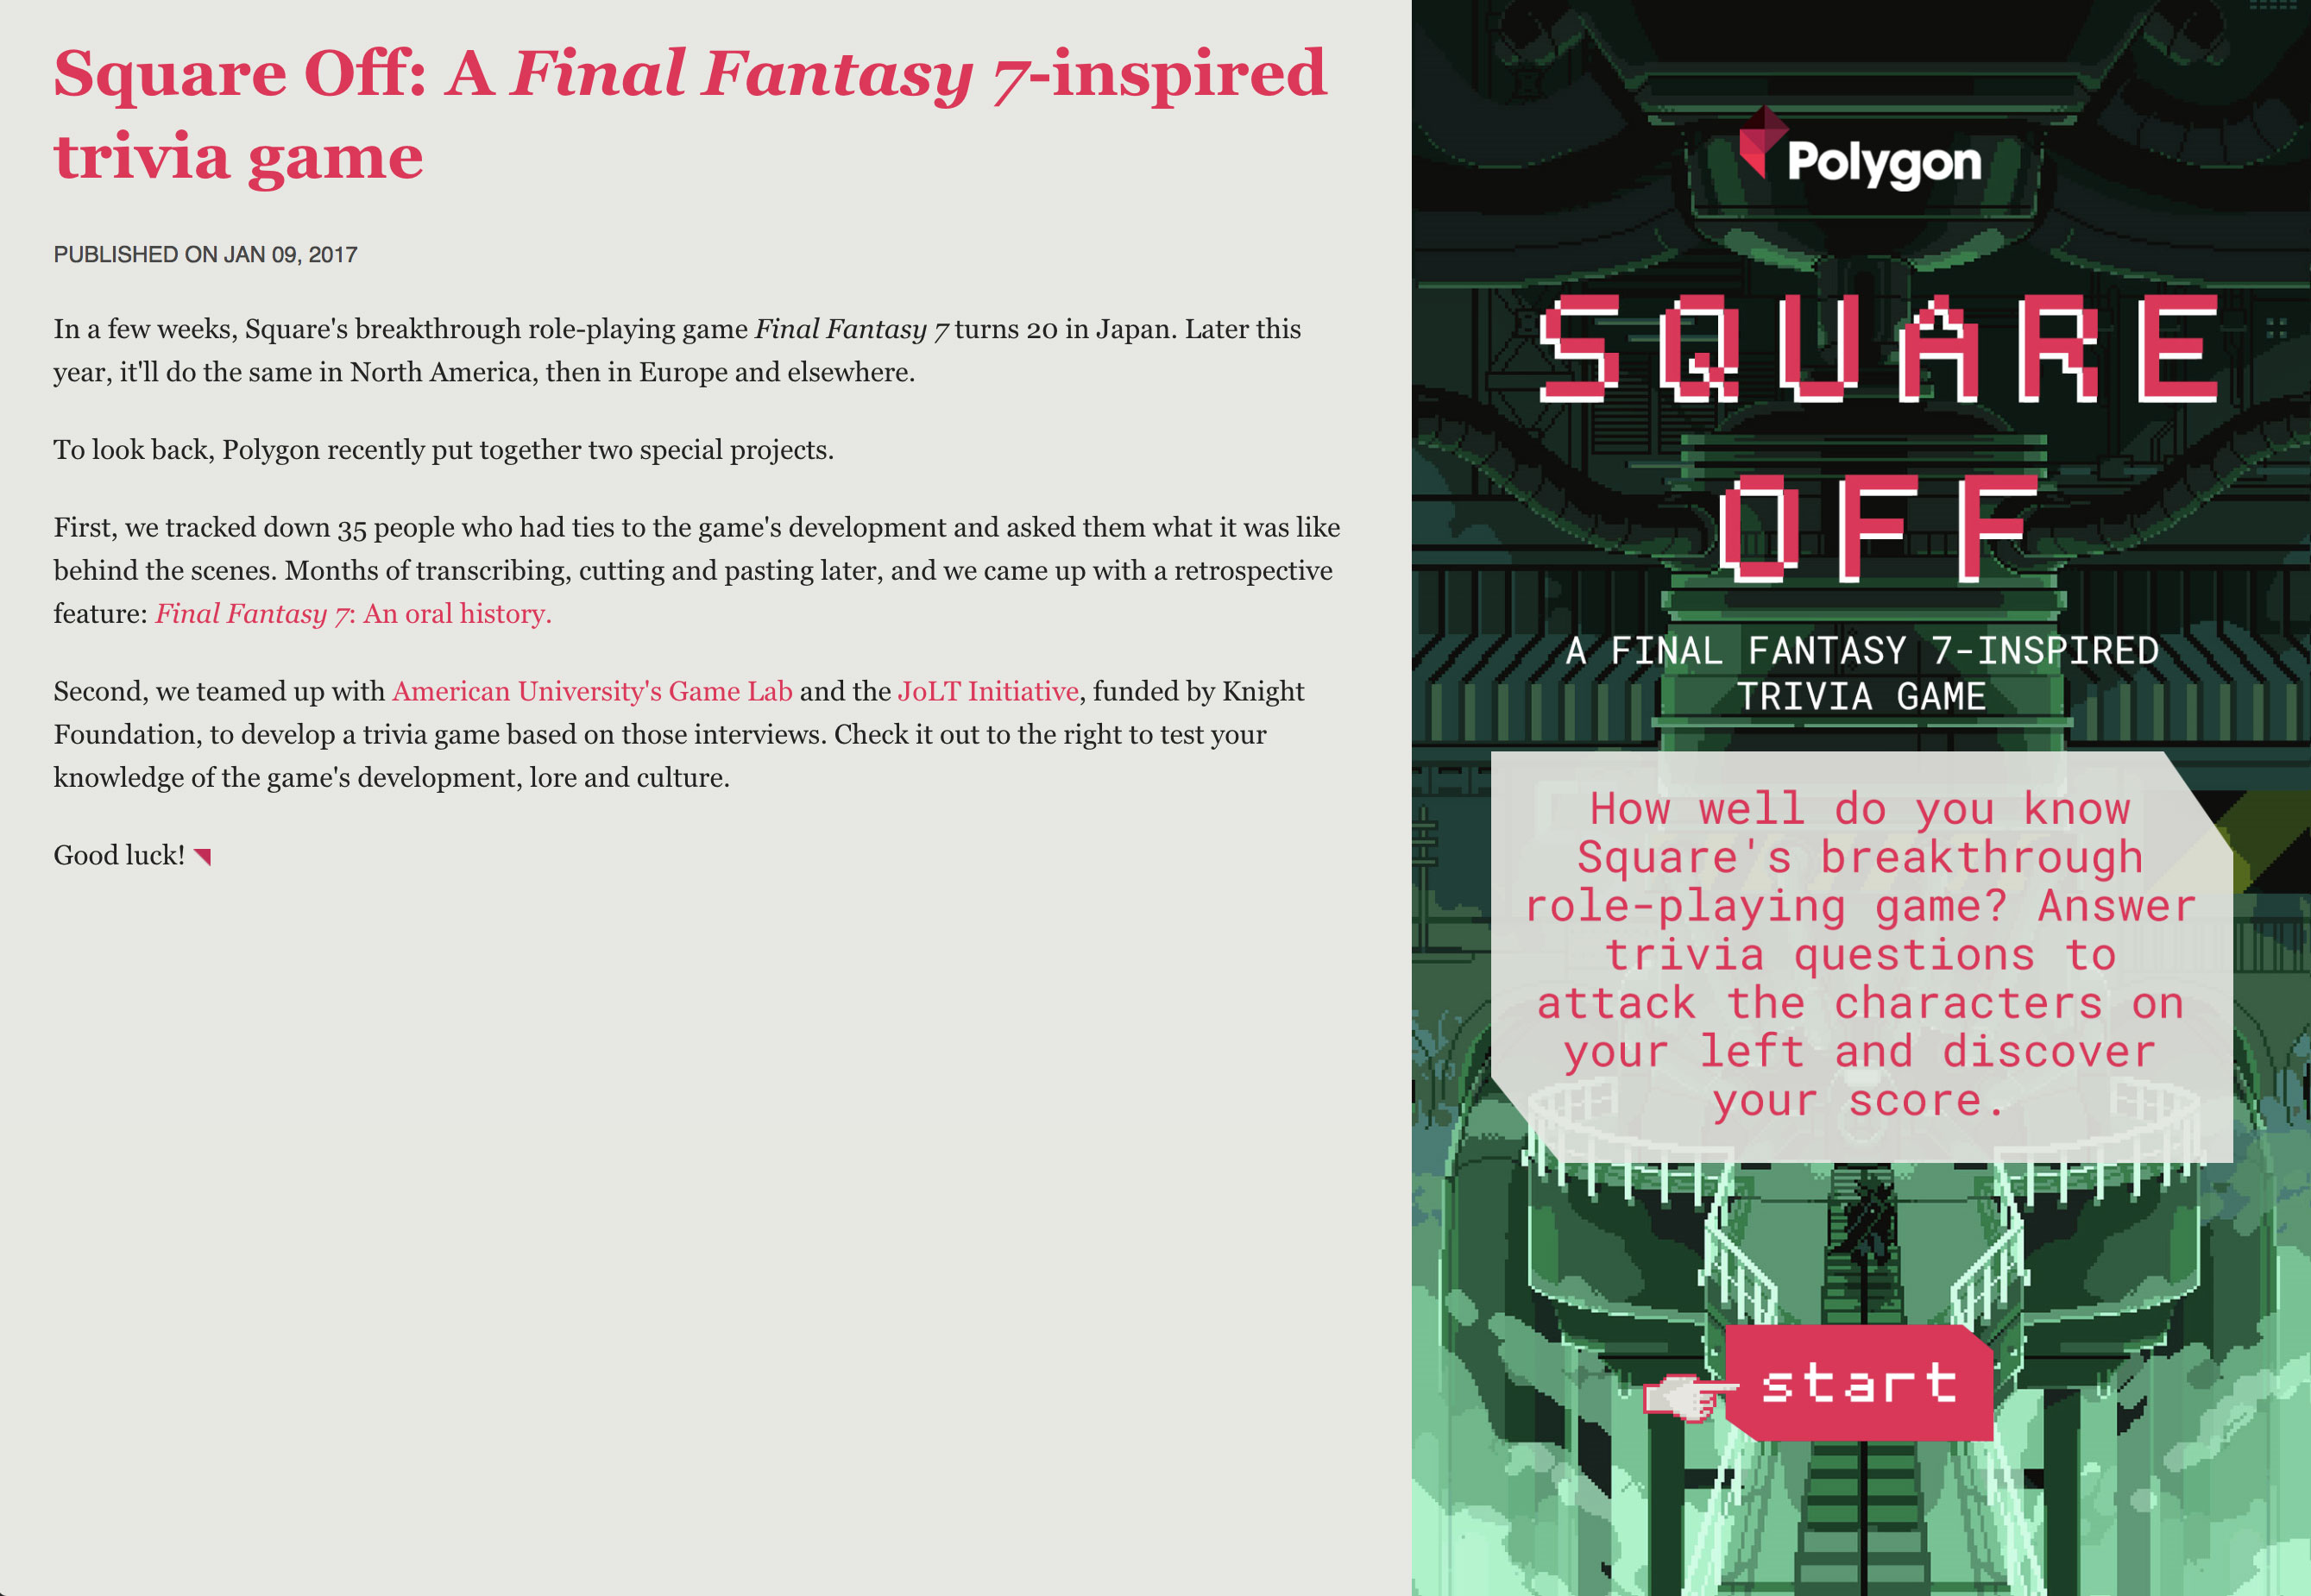 Square Off: A Final Fantasy 7-inspired
trivia game
PUBLISHED ON JAN 09, 2017
In a few weeks, Square's breakthrough role-playing game Final Fantasy 7 turns 20 in Japan. Later this
year, it'll do the same in North America, then in Europe and elsewhere.
To look back, Polygon recently put together two special projects.
First, we tracked down 35 people who had ties to the game's development and asked them what it was like
behind the scenes. Months of transcribing, cutting and pasting later, and we came up with a retrospective
feature: Final Fantasy 7: An oral history.
Second, we teamed up with American University's Game Lab and the JoLT Initiative, funded by Knight
Foundation, to develop a trivia game based on those interviews. Check it out to the right to test your
knowledge of the game's development, lore and culture.
Good luck!
Polygon
SQUARE
OFF
A FINAL FANTASY 7-INSPIRED
TRIVIA GAME
How well do you know
Square's breakthrough
role-playing game? Answer
trivia questions to
attack the characters on
your left and discover
your score.
start